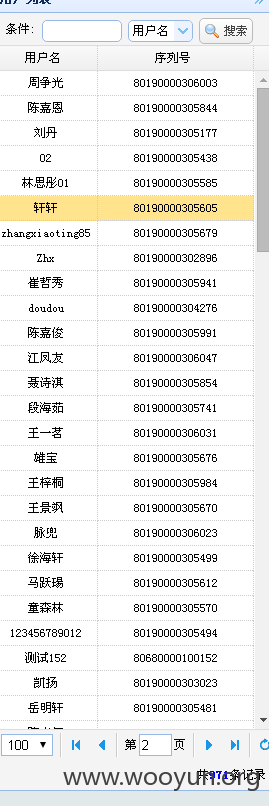 条件: 用户名 搜索
用户名 序列号
周争光 80190000306003
陈嘉恩 80190000305844
刘丹 80190000305177
02 80190000305438
林思彤01 80190000305585
轩轩 80190000305605
zhangxiaoting85 80190000305679
Zhx 80190000302896
崔哲秀 80190000305941
doudou 80190000304276
陈嘉俊 80190000305991
江凤友 80190000306047
聂诗淇 80190000305854
段海茹 80190000305741
王一茗 80190000306031
雄宝 80190000305676
王梓桐 80190000305984
王景飒 80190000305670
脉兜 80190000306023
徐海轩 80190000305499
马跃瑒 80190000305612
童森林 80190000305570
123456789012 80190000305494
测试152 80680000100152
凯扬 80190000303023
岳明轩 80190000305481
100 第 2 页
共971条记录
www.wooyun.org